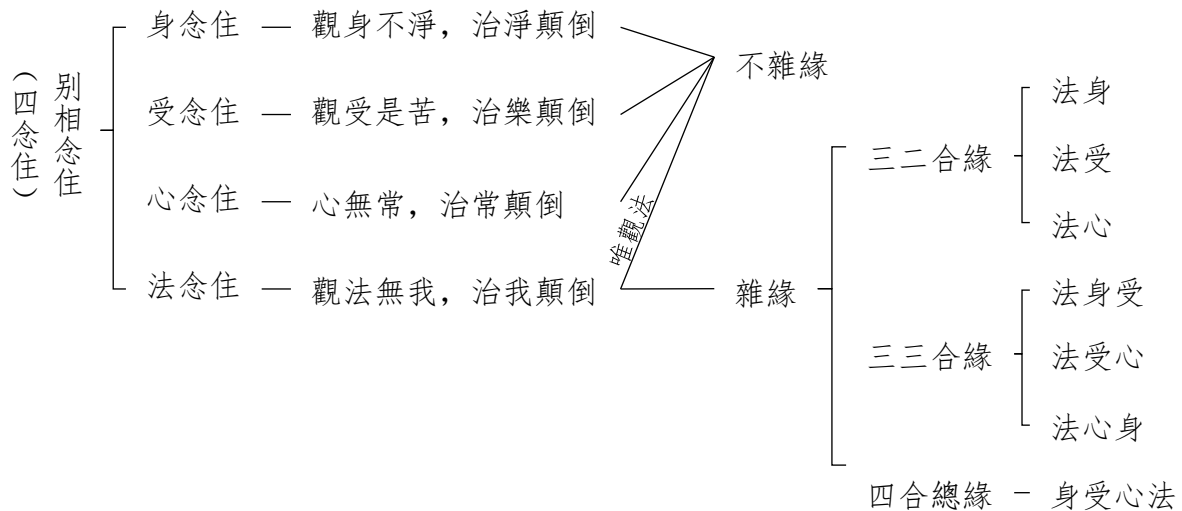 別相念住
(四念住)
身念住 — 觀身不淨，治淨顛倒
受念住 — 觀受是苦，治樂顛倒
心念住 — 心無常，治常顛倒
法念住 — 觀法無我，治我顛倒
唯觀法
不雜緣
雜緣
三二合緣
法身
法受
法心
三三合緣
法身受
法受心
法心身
四合總緣 － 身受心法